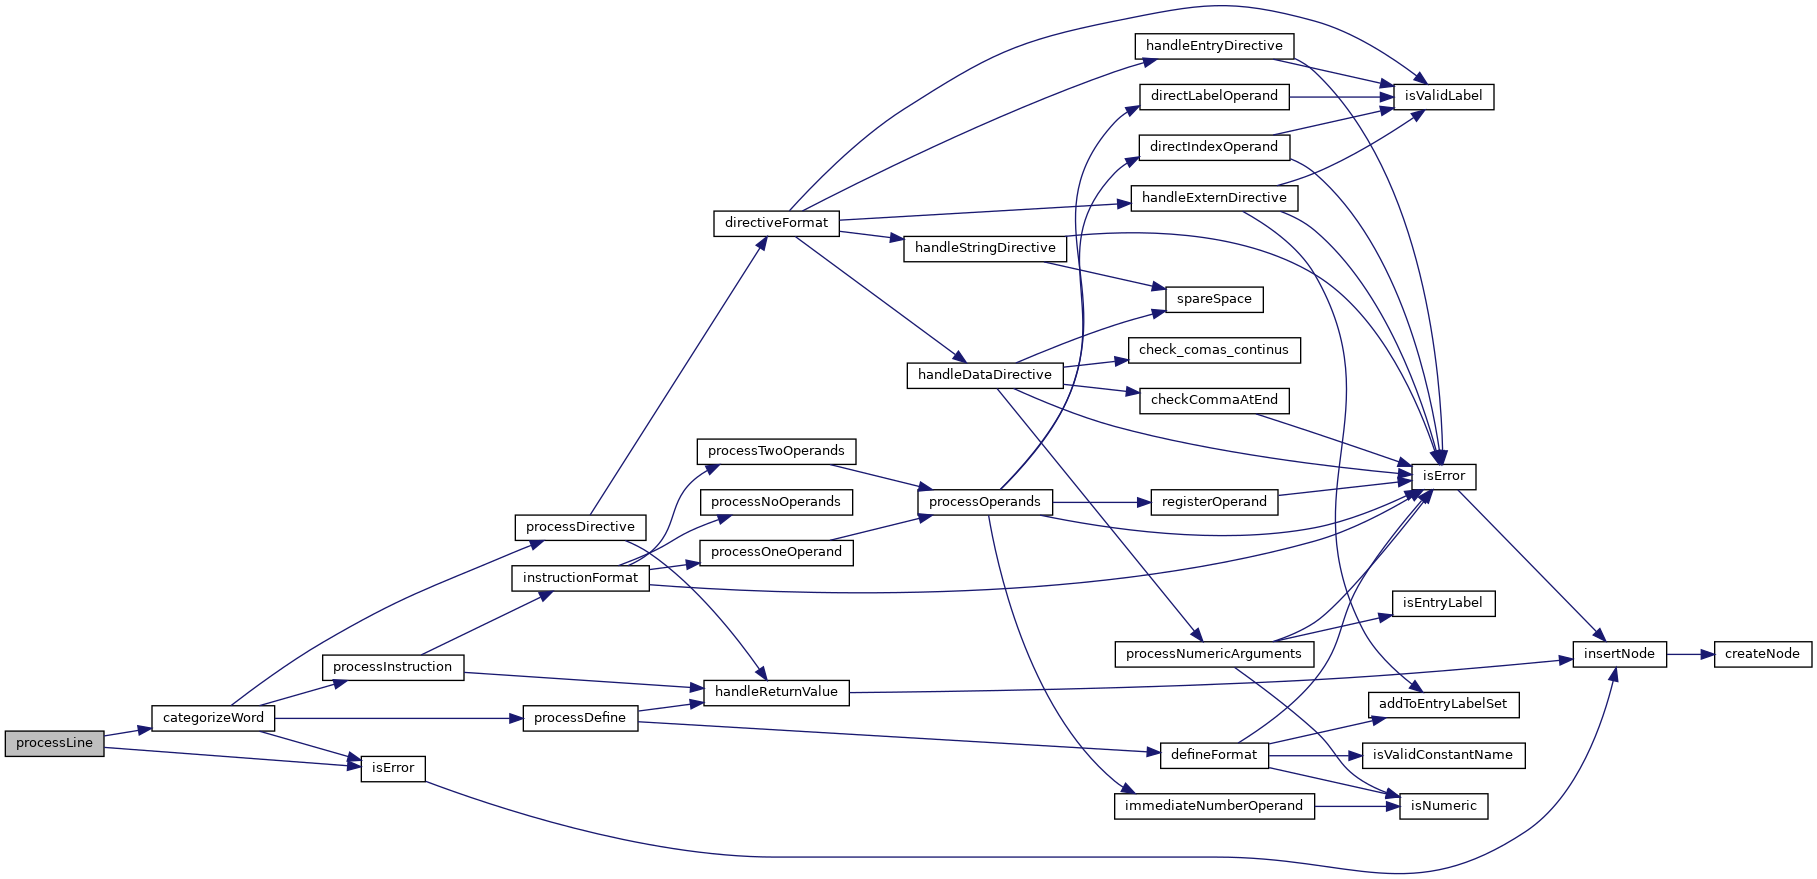 handleEntryDirective
directLabelOperand
isValidLabel
directIndexOperand
handleExternDirective
directiveFormat
handleStringDirective
spareSpace
check_comas_continus
handleDataDirective
checkCommaAtEnd
processTwoOperands
isError
processNoOperands
processOperands
registerOperand
processDirective
processOneOperand
instructionFormat
isEntryLabel
processInstruction
processNumericArguments
insertNode
createNode
handleReturnValue
addToEntryLabelSet
categorizeWord
processDefine
processLine
defineFormat
isValidConstantName
isError
immediateNumberOperand
isNumeric